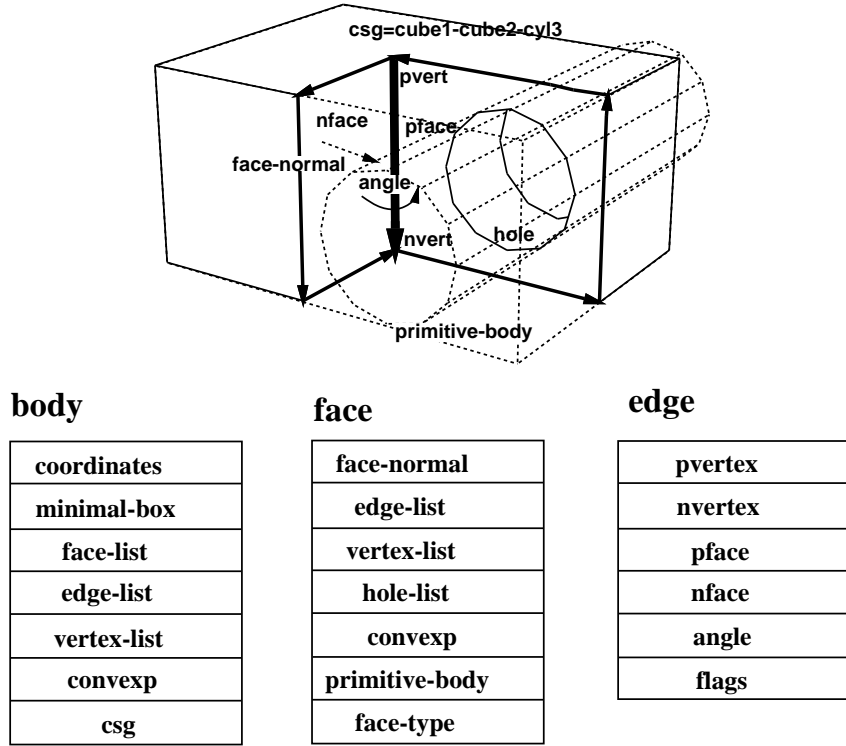 csg=cube1-cube2-cyl3
pvert
nface
pface
face-normal
angle
nvert
hole
primitive-body
body
coordinates
minimal-box
face-list
edge-list
vertex-list
convexp
csg
face
face-normal
edge-list
vertex-list
hole-list
convexp
primitive-body
face-type
edge
pvertex
nvertex
pface
nface
angle
flags